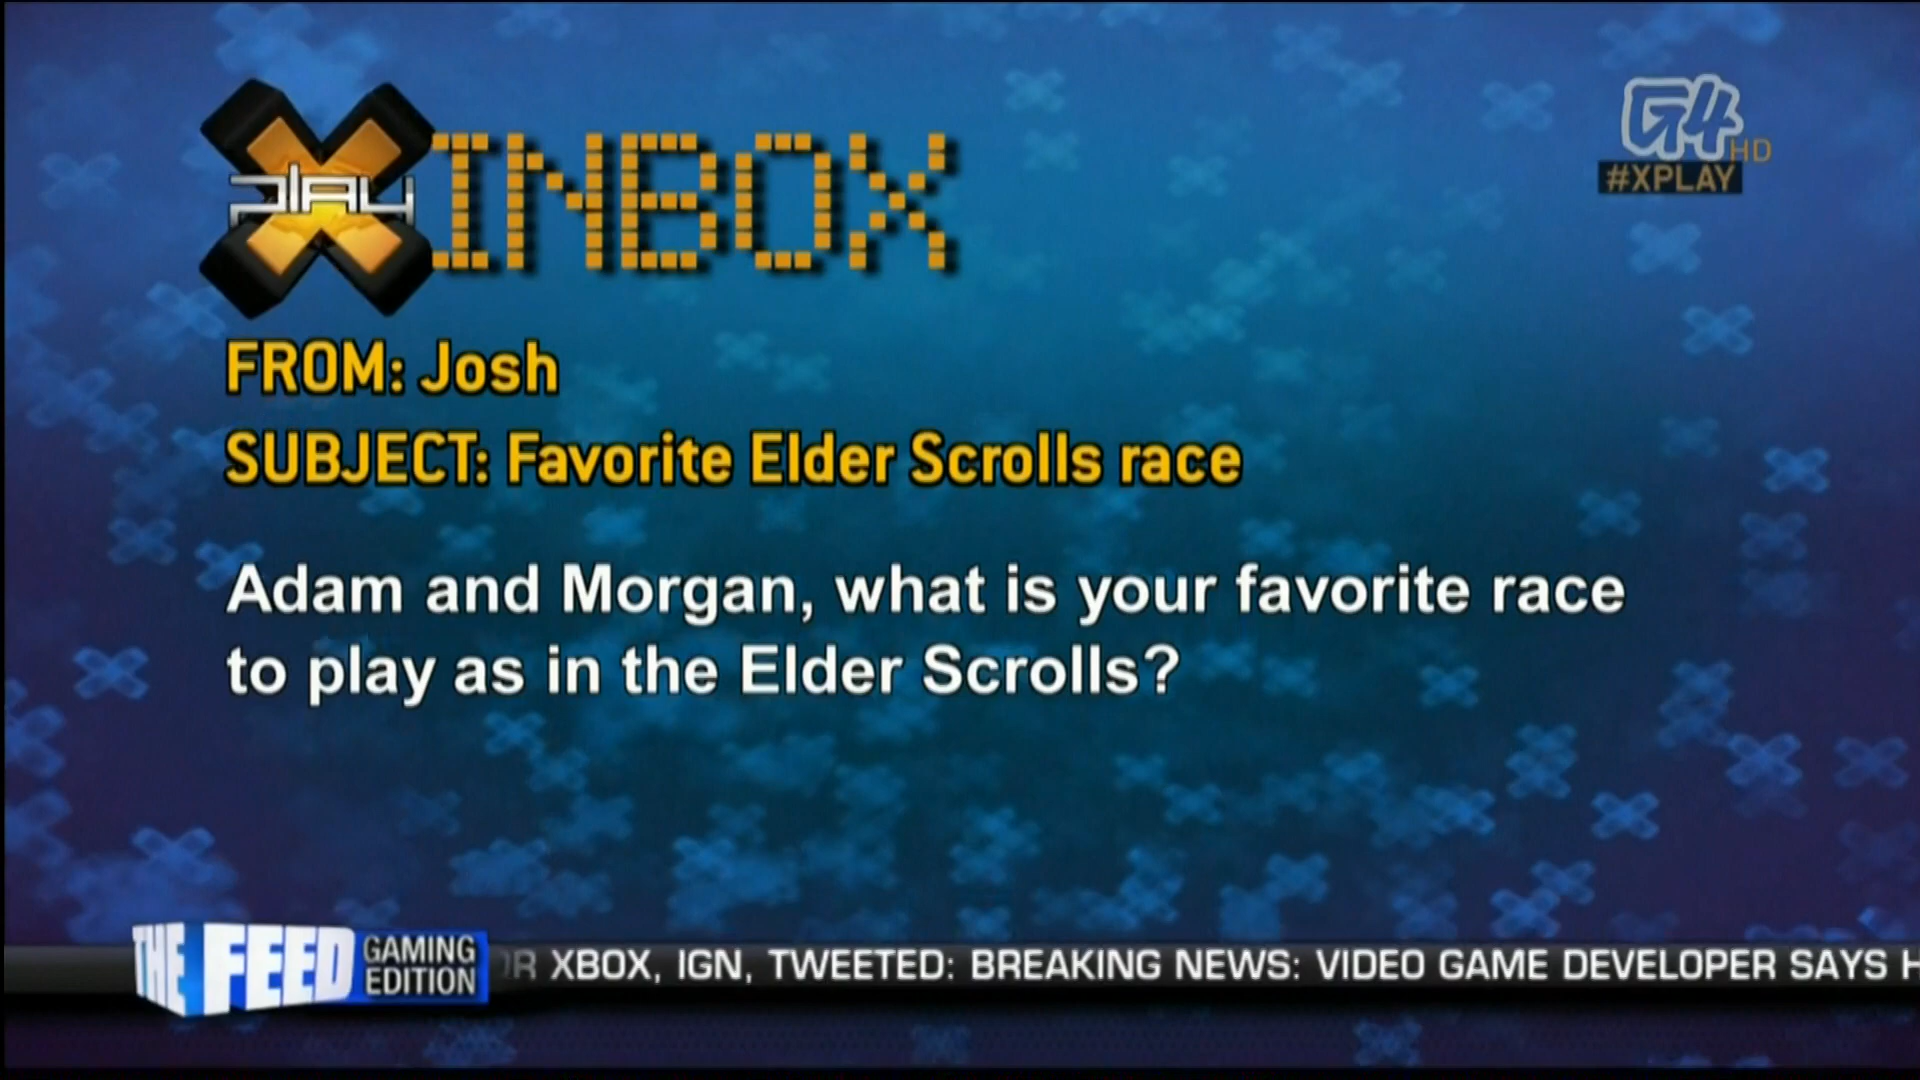 play
INBOX
G4
HD
#XPLAY
FROM: Josh
SUBJECT: Favorite Elder Scrolls race
Adam and Morgan, what is your favorite race
to play as in the Elder Scrolls?
THE FEED
GAMING
EDITION
XBOX, IGN, TWEETED: BREAKING NEWS: VIDEO GAME DEVELOPER SAYS